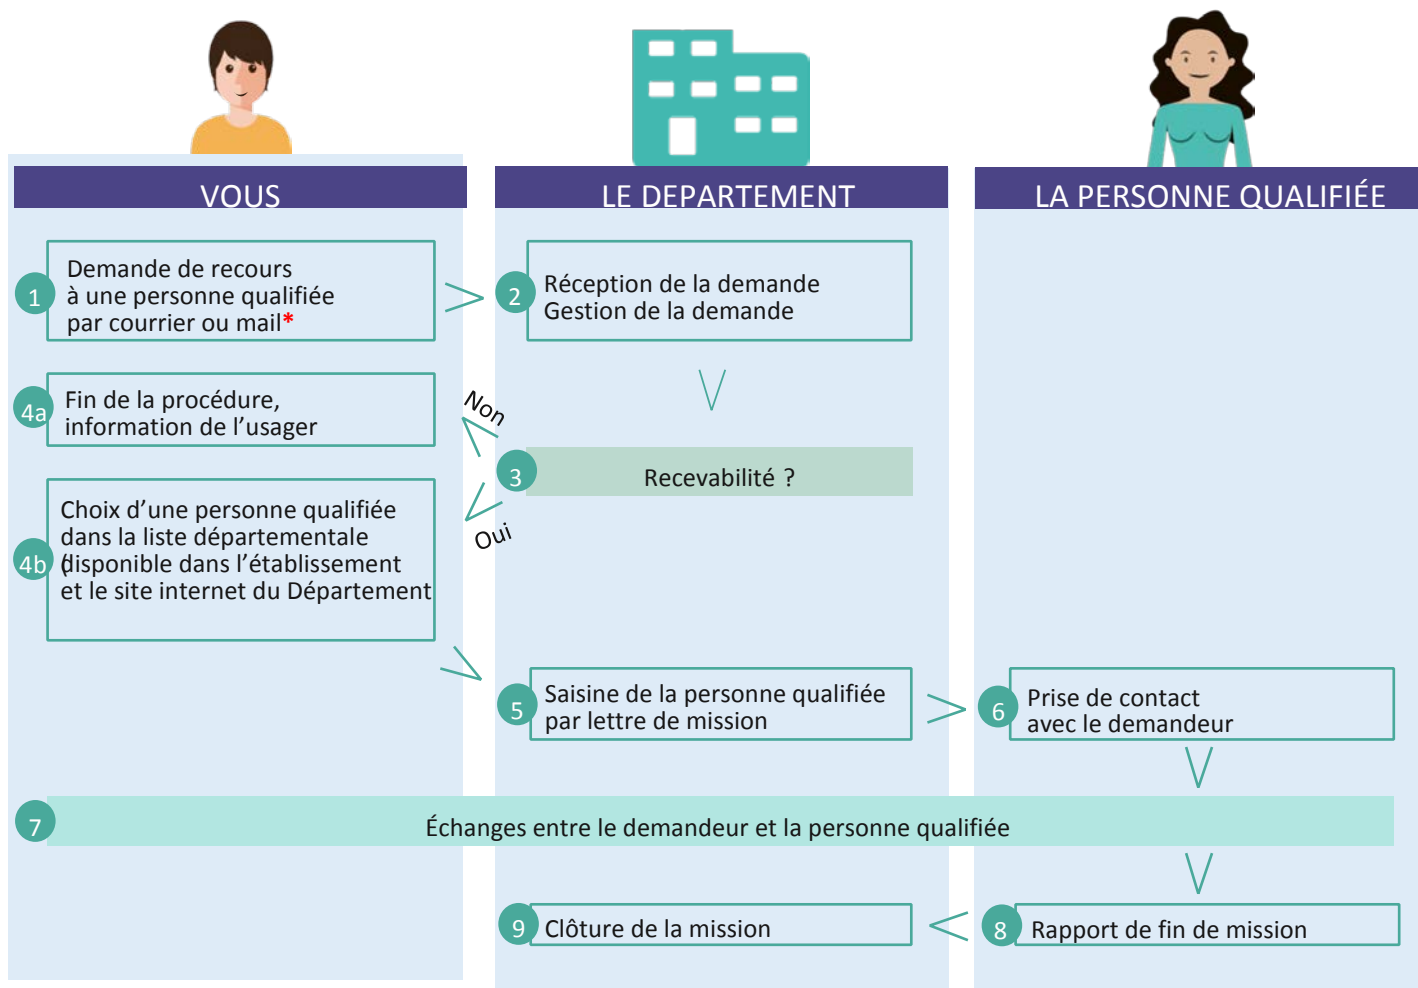 VOUS
LE DEPARTEMENT
LA PERSONNE QUALIFIÉE
1
Demande de recours
à une personne qualifiée
par courrier ou mail*
2
Réception de la demande
Gestion de la demande
4a
Fin de la procédure,
information de l’usager
Non
3
Recevabilité ?
Oui
4b
Choix d’une personne qualifiée
dans la liste départementale
(disponible dans l’établissement
et le site internet du Département
5
Saisine de la personne qualifiée
par lettre de mission
6
Prise de contact
avec le demandeur
7
Échanges entre le demandeur et la personne qualifiée
9
Clôture de la mission
8
Rapport de fin de mission